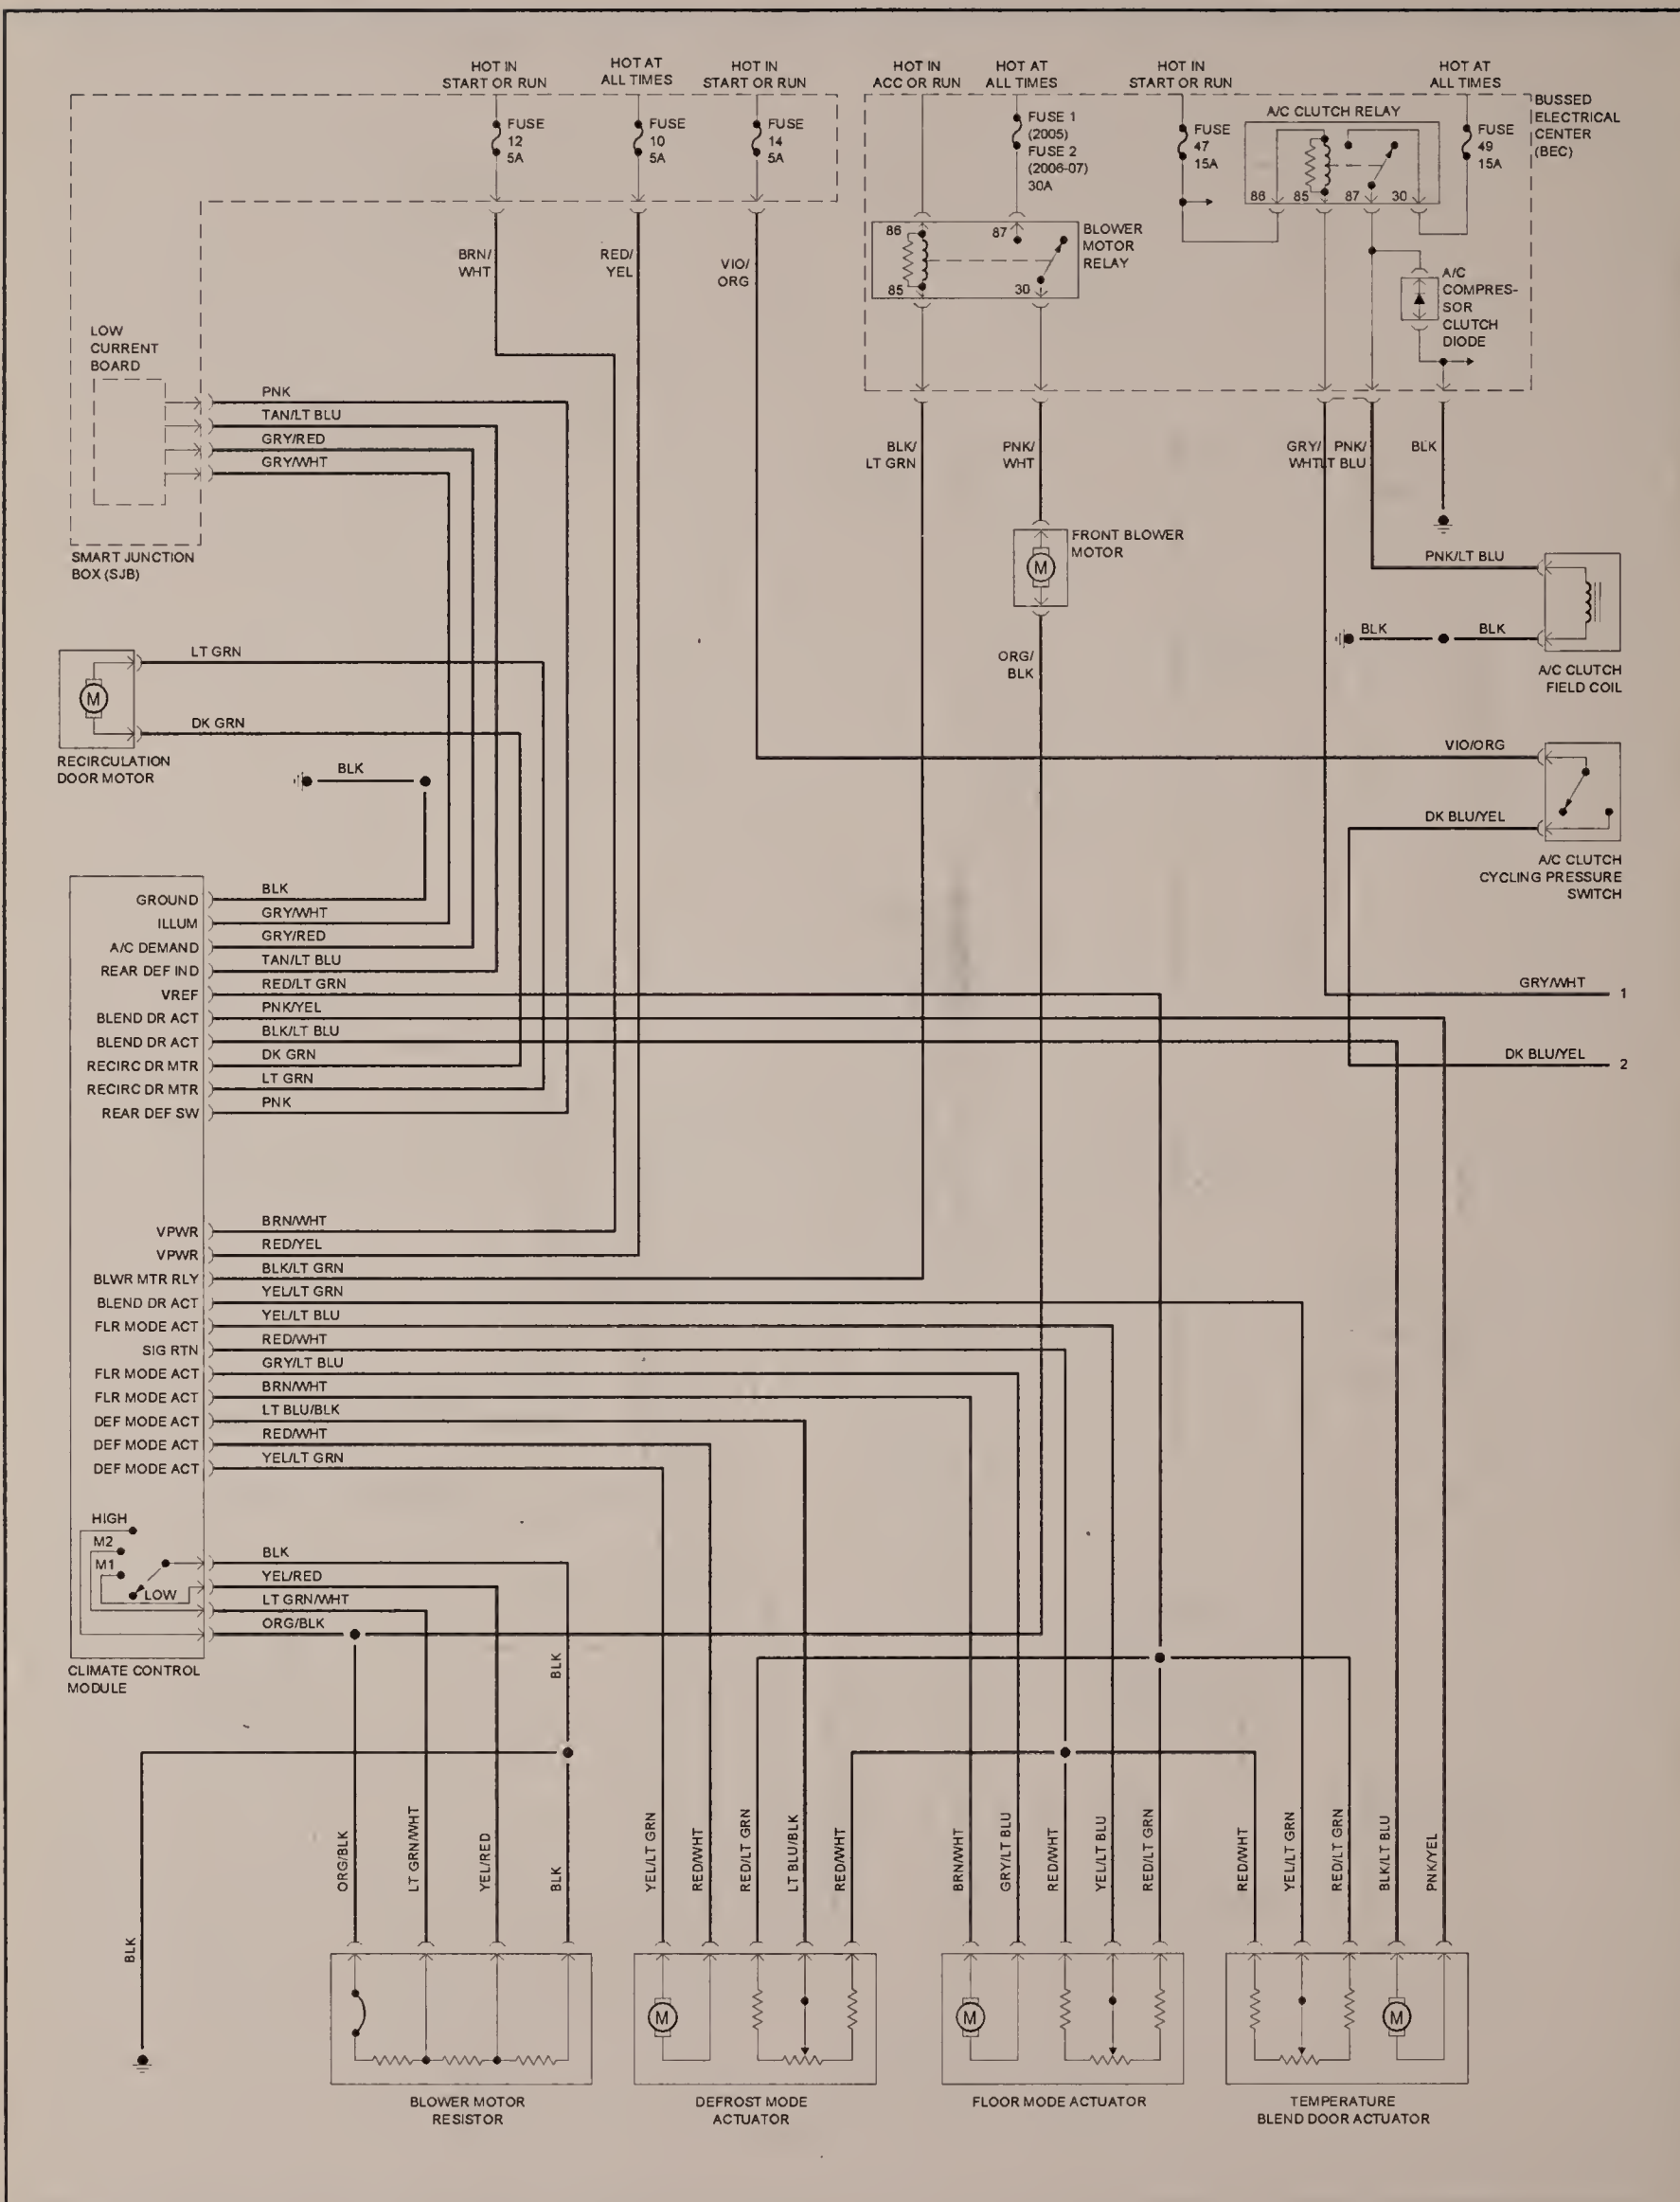 HOT IN
START OR RUN
HOT AT
ALL TIMES
HOT IN
START OR RUN
HOT IN
ACC OR RUN
HOT AT
ALL TIMES
HOT IN
START OR RUN
HOT AT
ALL TIMES
FUSE
12
5A
FUSE
10
5A
FUSE
14
5A
FUSE 1
(2005)
FUSE 2
(2006-07)
30A
FUSE
47
15A
A/C CLUTCH RELAY
86
85
87
30
FUSE
49
15A
BUSSED
ELECTRICAL
CENTER
(BEC)
86
87
85
30
BLOWER
MOTOR
RELAY
A/C
COMPRES-
SOR
CLUTCH
DIODE
BRN/
WHT
RED/
YEL
VIO/
ORG
LOW
CURRENT
BOARD
PNK
TAN/LT BLU
GRY/RED
GRY/WHT
SMART JUNCTION
BOX (SJB)
BLK/
LT GRN
PNK/
WHT
GRY/
WHT
PNK/
LT BLU
BLK
FRONT BLOWER
MOTOR
M
ORG/
BLK
PNK/LT BLU
BLK
BLK
A/C CLUTCH
FIELD COIL
LT GRN
M
DK GRN
RECIRCULATION
DOOR MOTOR
BLK
VIO/ORG
DK BLU/YEL
A/C CLUTCH
CYCLING PRESSURE
SWITCH
GROUND
BLK
ILLUM
GRY/WHT
A/C DEMAND
GRY/RED
REAR DEF IND
TAN/LT BLU
VREF
RED/LT GRN
BLEND DR ACT
PNK/YEL
BLEND DR ACT
BLK/LT BLU
RECIRC DR MTR
DK GRN
RECIRC DR MTR
LT GRN
REAR DEF SW
PNK
GRY/WHT
1
DK BLU/YEL
2
VPWR
BRN/WHT
VPWR
RED/YEL
BLWR MTR RLY
BLK/LT GRN
BLEND DR ACT
YEL/LT GRN
FLR MODE ACT
YEL/LT BLU
SIG RTN
RED/WHT
FLR MODE ACT
GRY/LT BLU
FLR MODE ACT
BRN/WHT
DEF MODE ACT
LT BLU/BLK
DEF MODE ACT
RED/WHT
DEF MODE ACT
YEL/LT GRN
HIGH
M2
M1
LOW
BLK
YEL/RED
LT GRN/WHT
ORG/BLK
CLIMATE CONTROL
MODULE
BLK
BLK
ORG/BLK
LT GRN/WHT
YEL/RED
BLK
YEL/LT GRN
RED/WHT
RED/LT GRN
LT BLU/BLK
RED/WHT
BRN/WHT
GRY/LT BLU
RED/WHT
YEL/LT BLU
RED/LT GRN
RED/WHT
YEL/LT GRN
RED/LT GRN
BLK/LT BLU
PNK/YEL
M
M
M
BLOWER MOTOR
RESISTOR
DEFROST MODE
ACTUATOR
FLOOR MODE ACTUATOR
TEMPERATURE
BLEND DOOR ACTUATOR